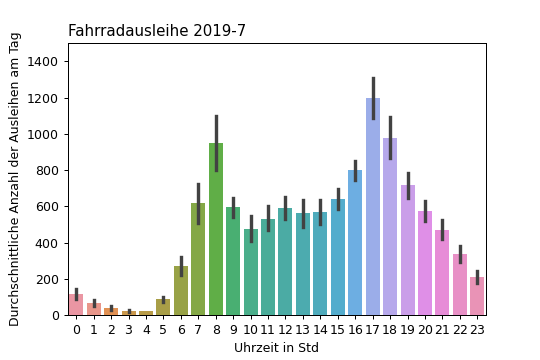 Fahrradausleihe 2019-7
Durchschnittliche Anzahl der Ausleihen am Tag
1400
1200
1000
800
600
400
200
0
0 1 2 3 4 5 6 7 8 9 10 11 12 13 14 15 16 17 18 19 20 21 22 23
Uhrzeit in Std